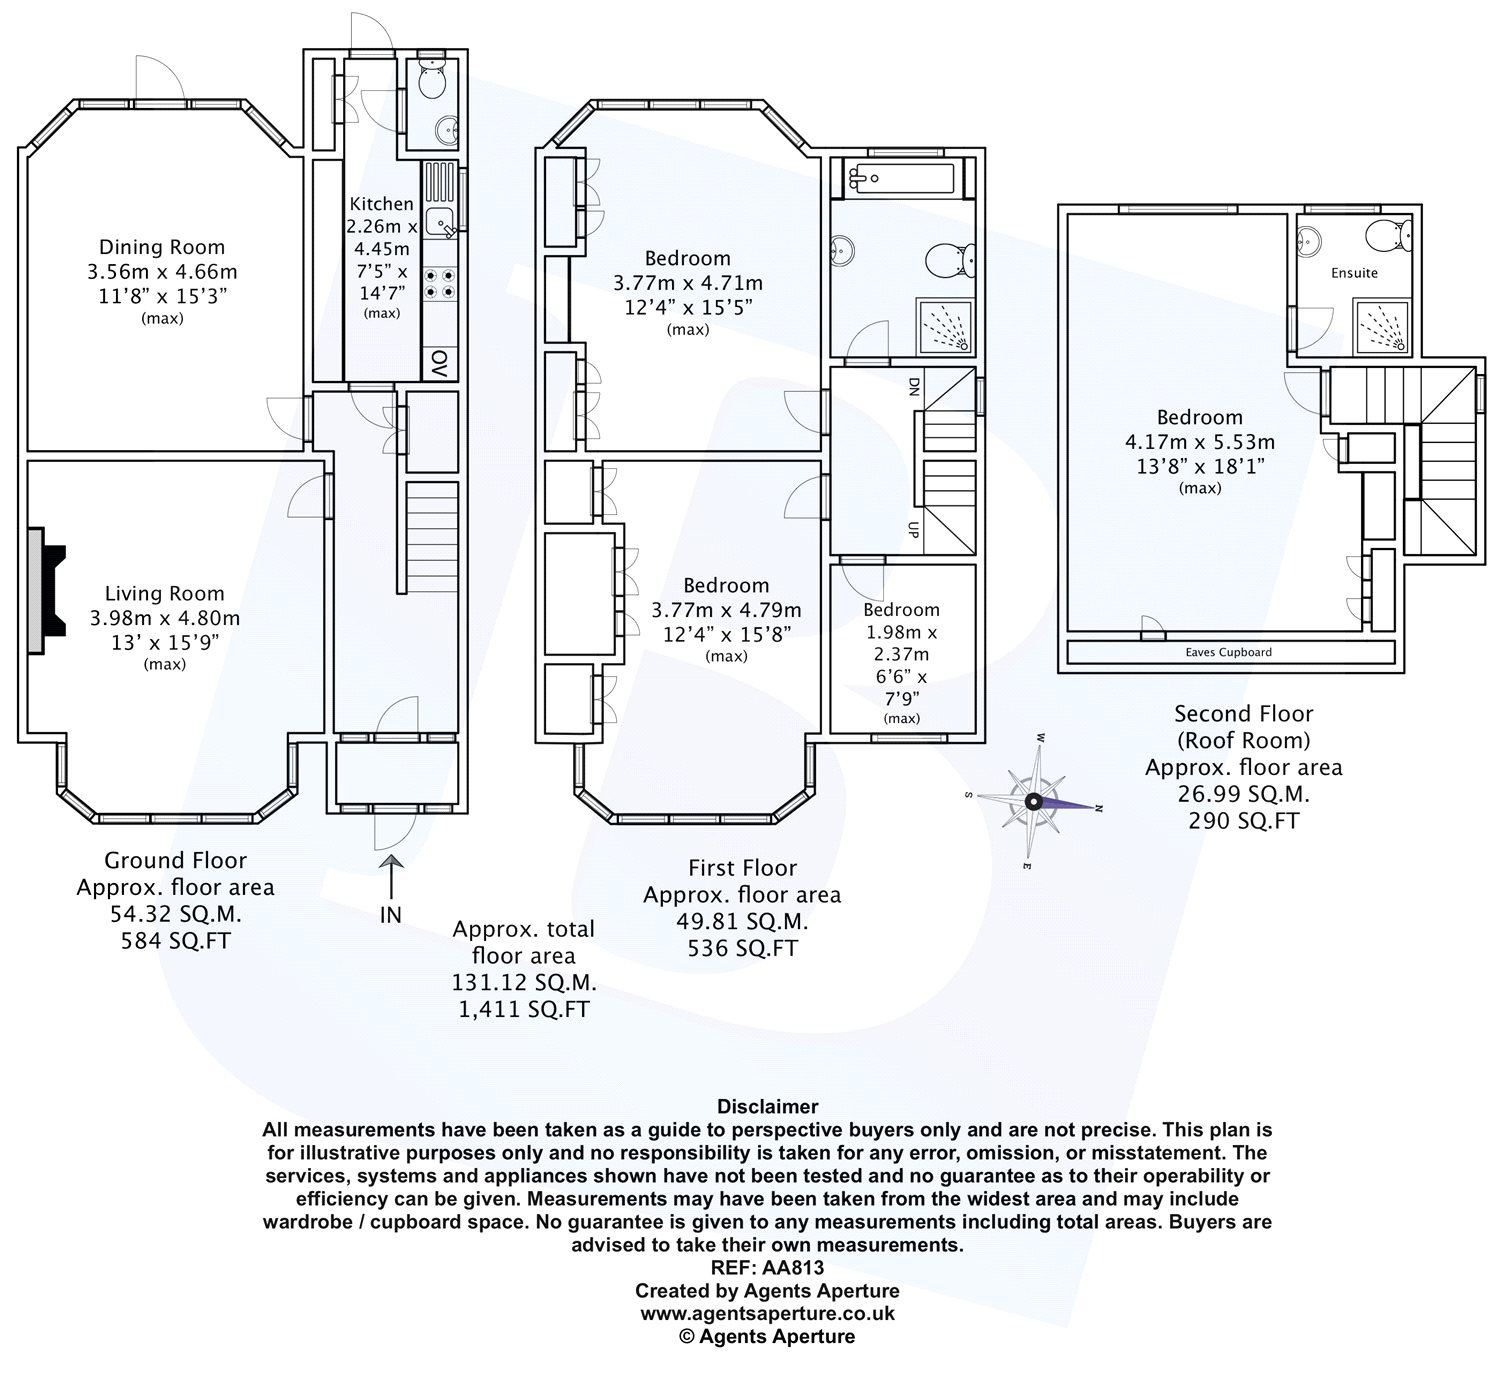 Dining Room
3.56m x 4.66m
11'8" x 15'3"
(max)
Kitchen
2.26m x
4.45m
7'5" x
14'7"
(max)
OV
Living Room
3.98m x 4.80m
13' x 15'9"
(max)
Ground Floor
Approx. floor area
54.32 SQ.M.
584 SQ.FT
IN
Approx. total
floor area
131.12 SQ.M.
1,411 SQ.FT
Bedroom
3.77m x 4.71m
12'4" x 15'5"
(max)
DN
UP
Bedroom
3.77m x 4.79m
12'4" x 15'8"
(max)
Bedroom
1.98m x
2.37m
6'6" x
7'9"
(max)
First Floor
Approx. floor area
49.81 SQ.M.
536 SQ.FT
W
S
N
E
Ensuite
Bedroom
4.17m x 5.53m
13'8" x 18'1"
(max)
Eaves Cupboard
Second Floor
(Roof Room)
Approx. floor area
26.99 SQ.M.
290 SQ.FT
Disclaimer
All measurements have been taken as a guide to perspective buyers only and are not precise. This plan is
for illustrative purposes only and no responsibility is taken for any error, omission, or misstatement. The
services, systems and appliances shown have not been tested and no guarantee as to their operability or
efficiency can be given. Measurements may have been taken from the widest area and may include
wardrobe / cupboard space. No guarantee is given to any measurements including total areas. Buyers are
advised to take their own measurements.
REF: AA813
Created by Agents Aperture
www.agentsaperture.co.uk
© Agents Aperture